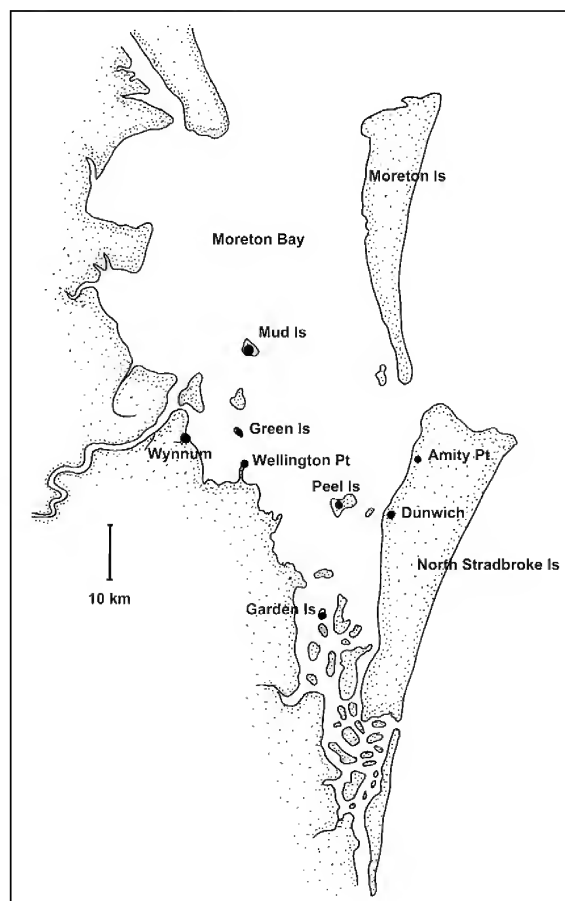 Moreton Is
Moreton Bay
Mud Is
Green Is
Wynnum
Wellington Pt
Amity Pt
Peel Is
Dunwich
North Stradbroke Is
10 km
Garden Is